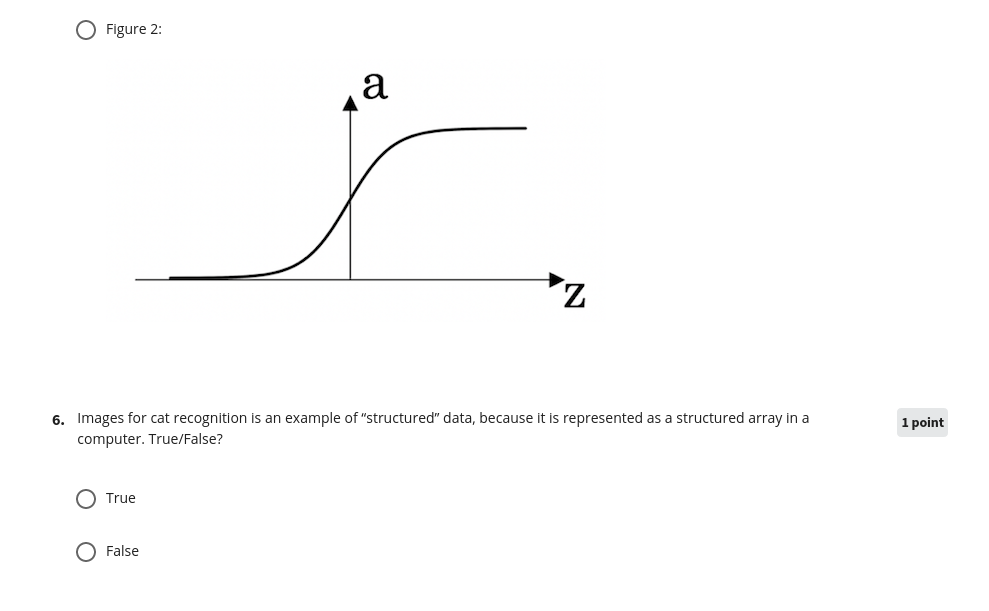 Figure 2:
a
z
6. Images for cat recognition is an example of “structured” data, because it is represented as a structured array in a
computer. True/False?
1 point
True
False